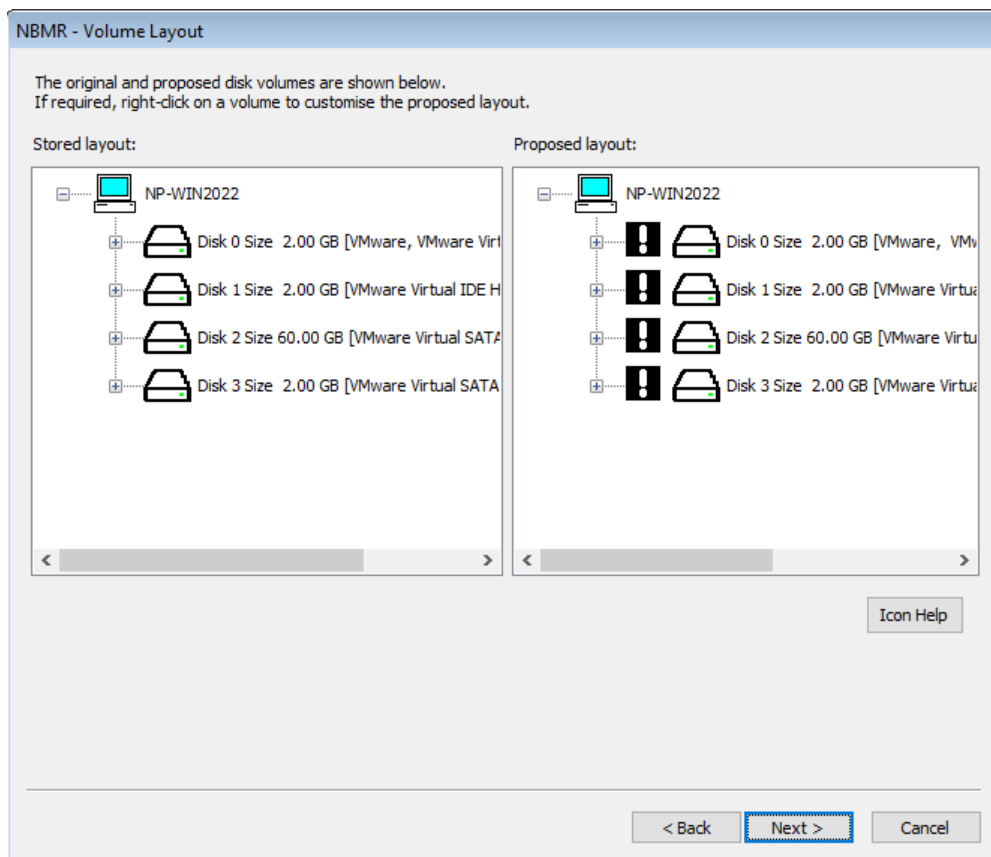 NBMR - Volume Layout
The original and proposed disk volumes are shown below.
If required, right-click on a volume to customise the proposed layout.
Stored layout:
NP-WIN2022
Disk 0 Size 2.00 GB [VMware, VMware Virt
Disk 1 Size 2.00 GB [VMware Virtual IDE H
Disk 2 Size 60.00 GB [VMware Virtual SATA
Disk 3 Size 2.00 GB [VMware Virtual SATA
Proposed layout:
NP-WIN2022
Disk 0 Size 2.00 GB [VMware, VMw
Disk 1 Size 2.00 GB [VMware Virtua
Disk 2 Size 60.00 GB [VMware Virtu
Disk 3 Size 2.00 GB [VMware Virtua
Icon Help
< Back
Next >
Cancel